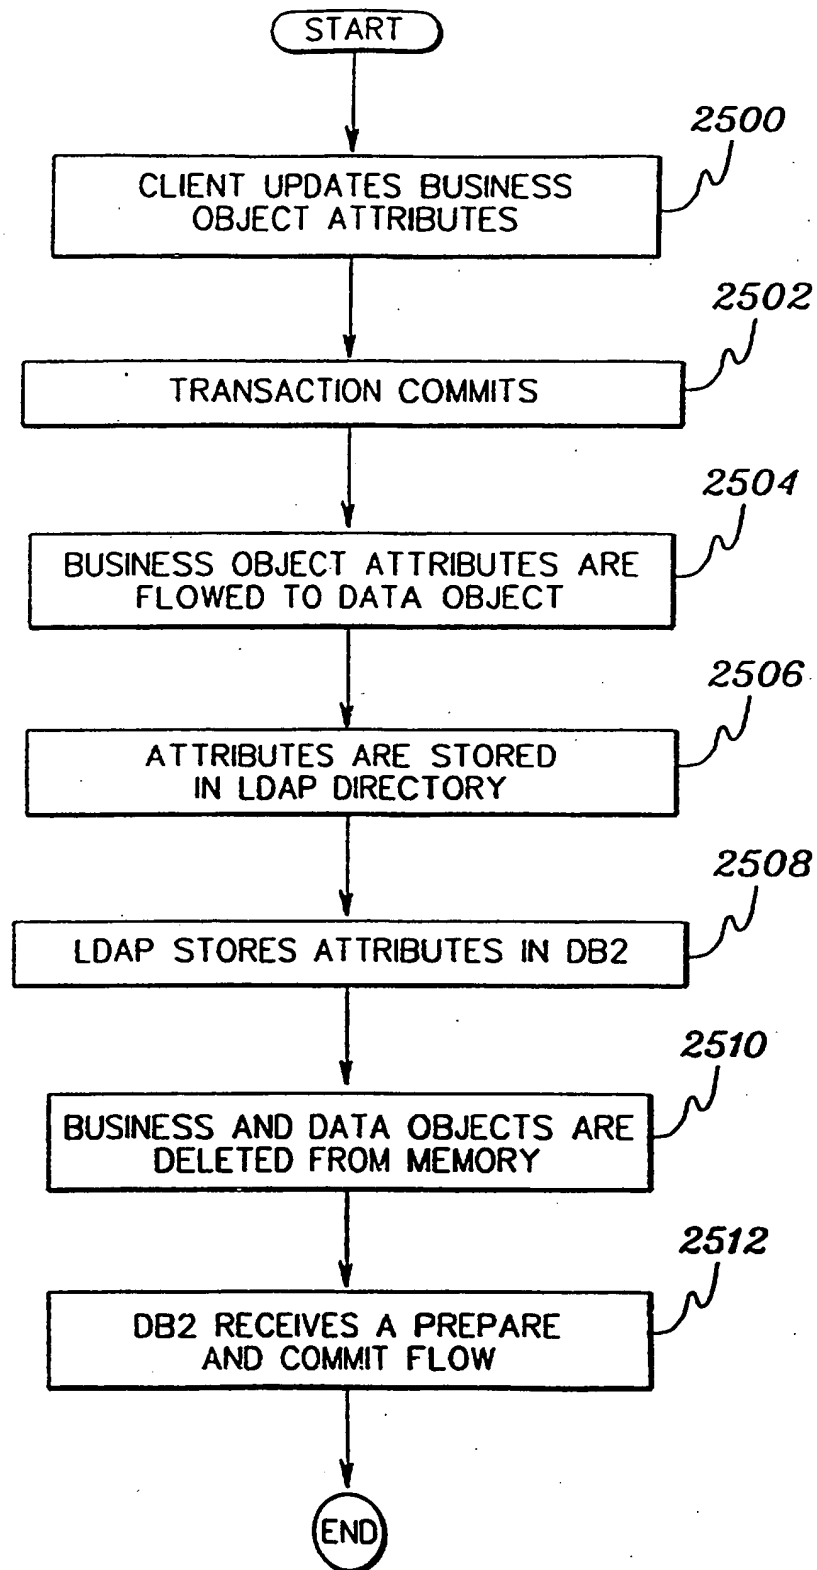 START
2500
CLIENT UPDATES BUSINESS
OBJECT ATTRIBUTES
2502
TRANSACTION COMMITS
2504
BUSINESS OBJECT ATTRIBUTES ARE
FLOWED TO DATA OBJECT
2506
ATTRIBUTES ARE STORED
IN LDAP DIRECTORY
2508
LDAP STORES ATTRIBUTES IN DB2
2510
BUSINESS AND DATA OBJECTS ARE
DELETED FROM MEMORY
2512
DB2 RECEIVES A PREPARE
AND COMMIT FLOW
END